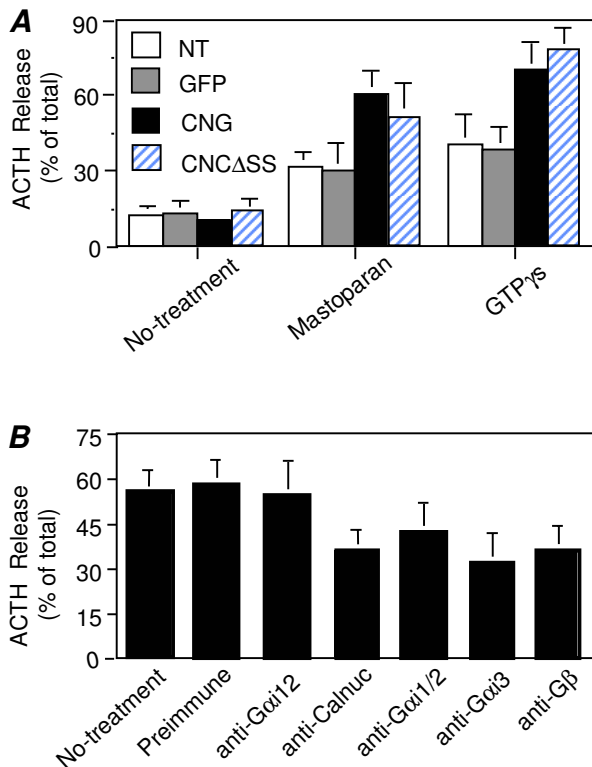 A
90
60
30
0
ACTH Release
(% of total)
NT
GFP
CNG
CNCΔSS
No-treatment
Mastoparan
GTPγs
B
75
60
45
30
15
0
ACTH Release
(% of total)
No-treatment
Preimmune
anti-Gαi12
anti-Calnuc
anti-Gαi1/2
anti-Gαi3
anti-Gβ